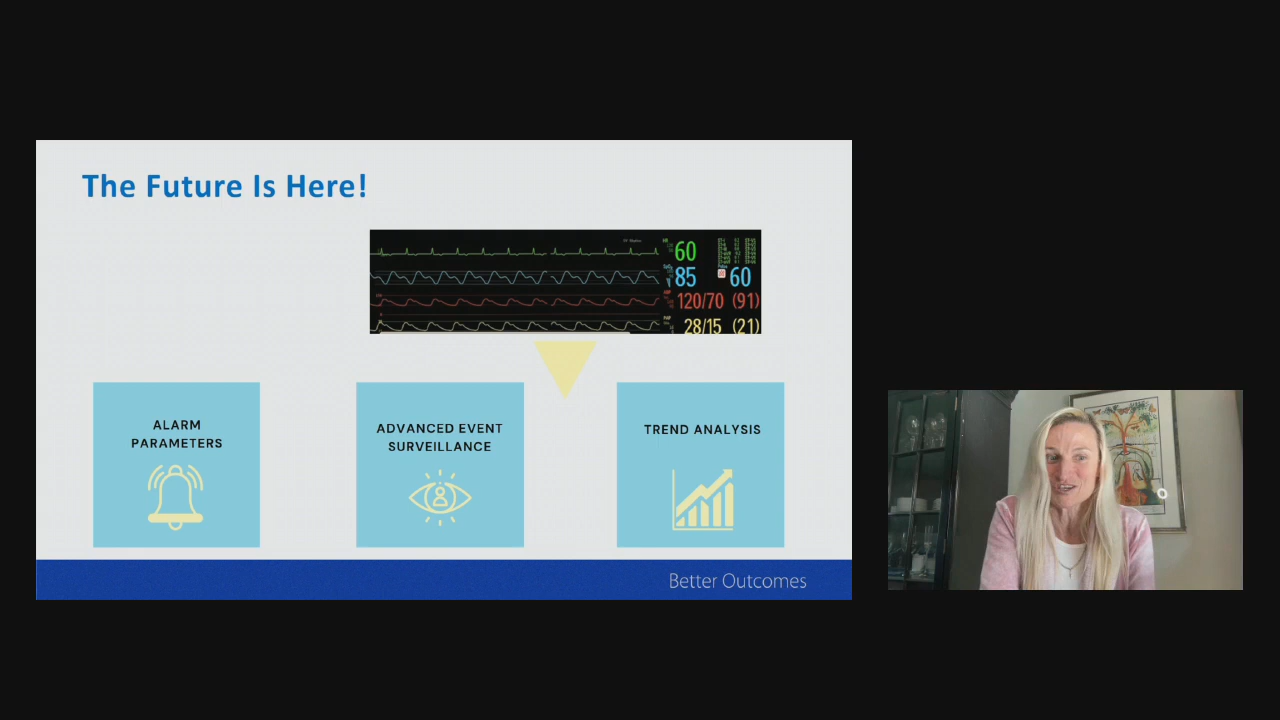 The Future Is Here!
60
85
60
120/70 (91)
28/15 (21)
ALARM
PARAMETERS
ADVANCED EVENT
SURVEILLANCE
TREND ANALYSIS
Better Outcomes